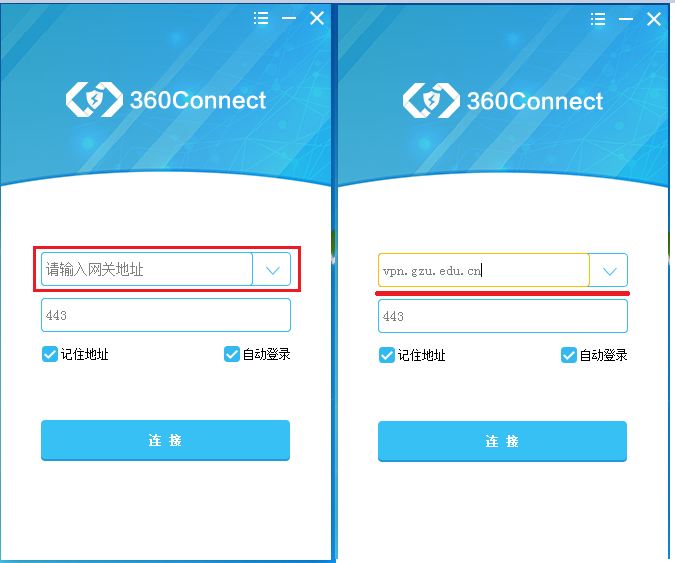 360Connect
请输入网关地址
443
记住地址
自动登录
连 接
360Connect
vpn.gzu.edu.cn
443
记住地址
自动登录
连 接